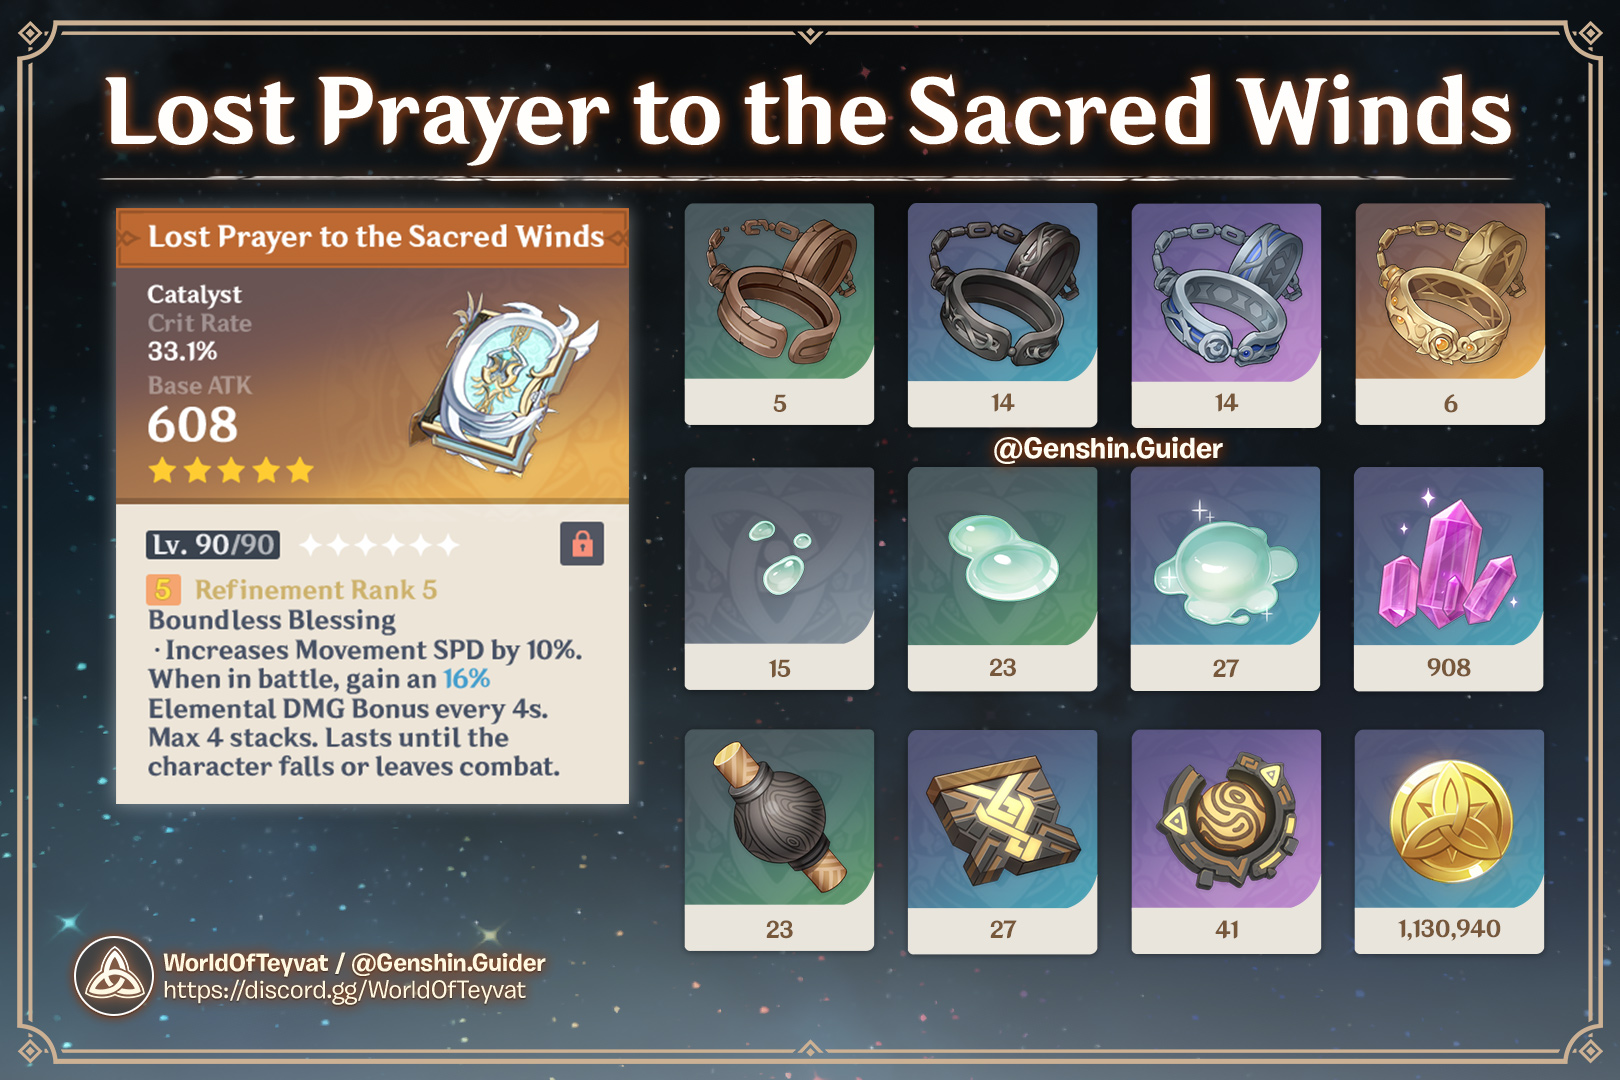 Lost Prayer to the Sacred Winds
Lost Prayer to the Sacred Winds
Catalyst
Crit Rate
33.1%
Base ATK
608
Lv. 90/90
5 Refinement Rank 5
Boundless Blessing
· Increases Movement SPD by 10%.
When in battle, gain an 16%
Elemental DMG Bonus every 4s.
Max 4 stacks. Lasts until the
character falls or leaves combat.
5
14
14
6
@Genshin.Guider
15
23
27
908
23
27
41
1,130,940
WorldOfTeyvat / @Genshin.Guider
https://discord.gg/WorldOfTeyvat